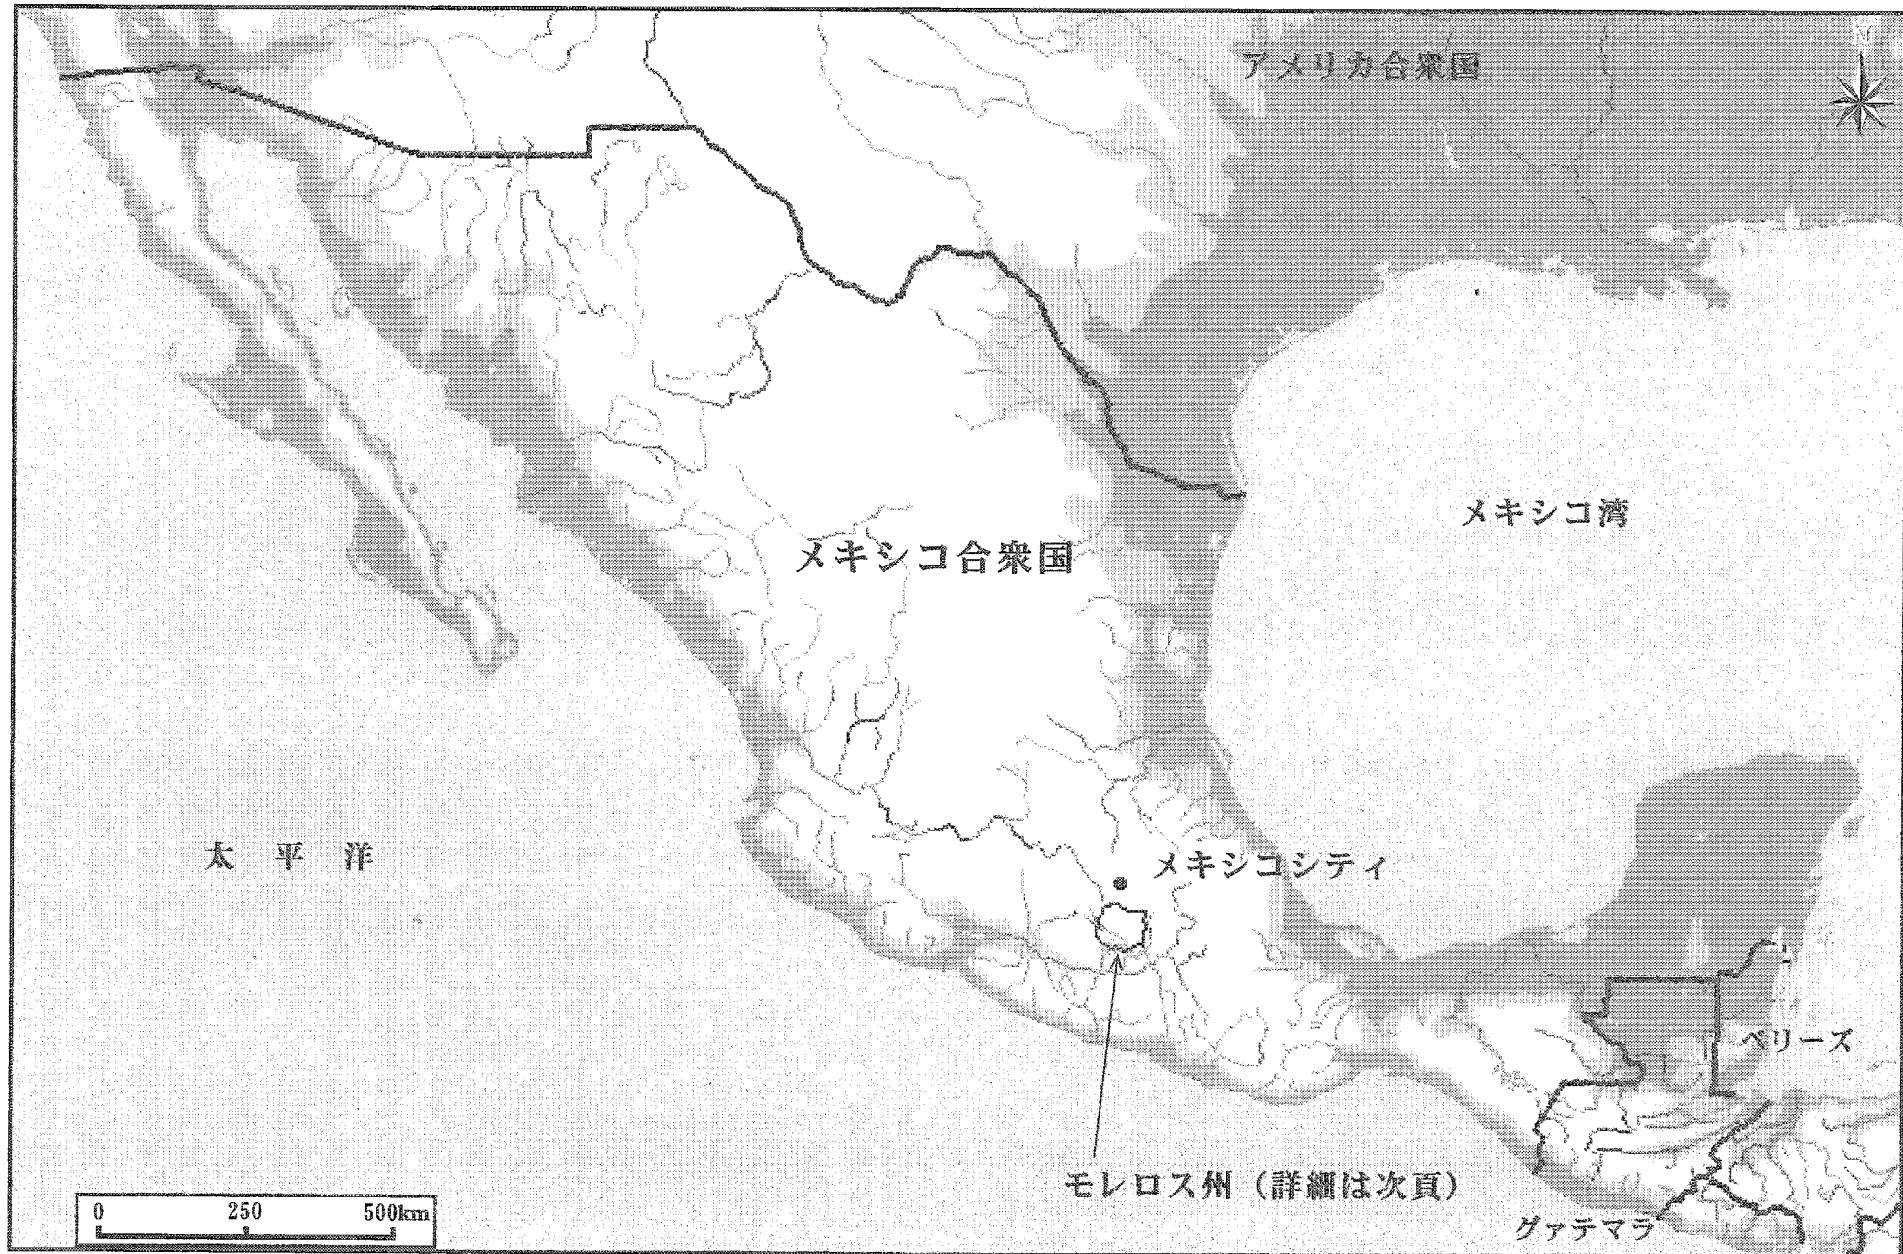 N
アメリカ合衆国
メキシコ湾
メキシコ合衆国
太 平 洋
メキシコシティ
ベリーズ
モレロス州（詳細は次頁）
0 250 500km
グァテマラ